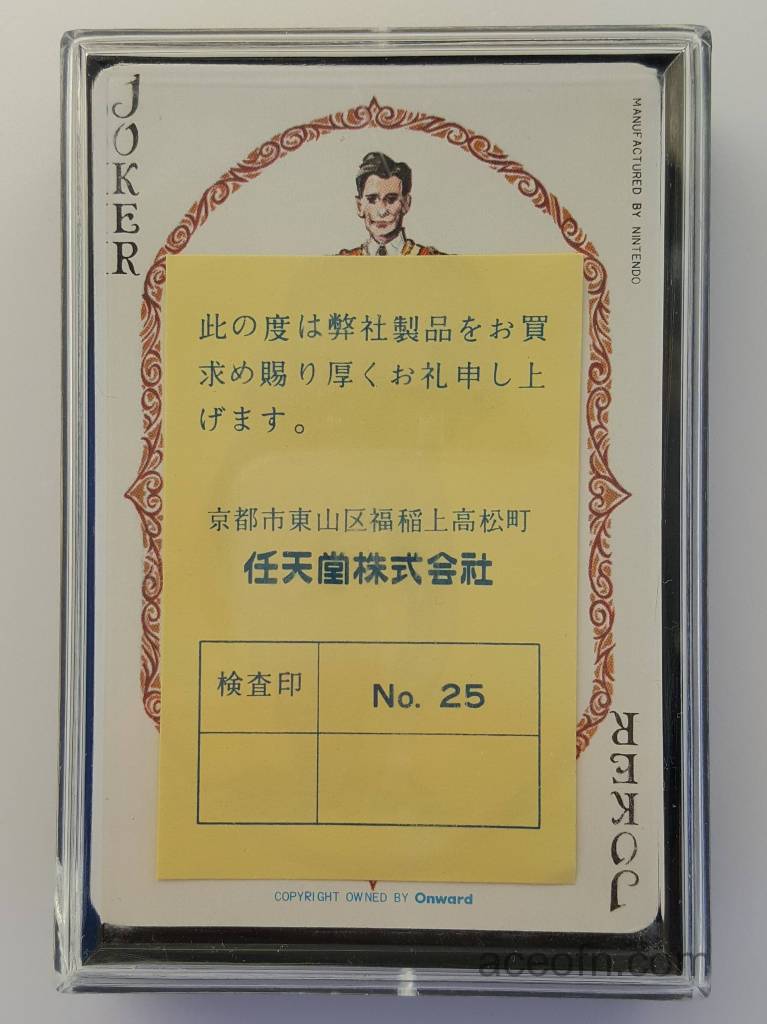 JOKER
MANUFACTURED BY NINTENDO
此の度は弊社製品をお買
求め賜り厚くお礼申し上
げます。
京都市東山区福稲上高松町
任天堂株式会社
検査印 No. 25
JOKER
COPYRIGHT OWNED BY Onward
aceofn.com